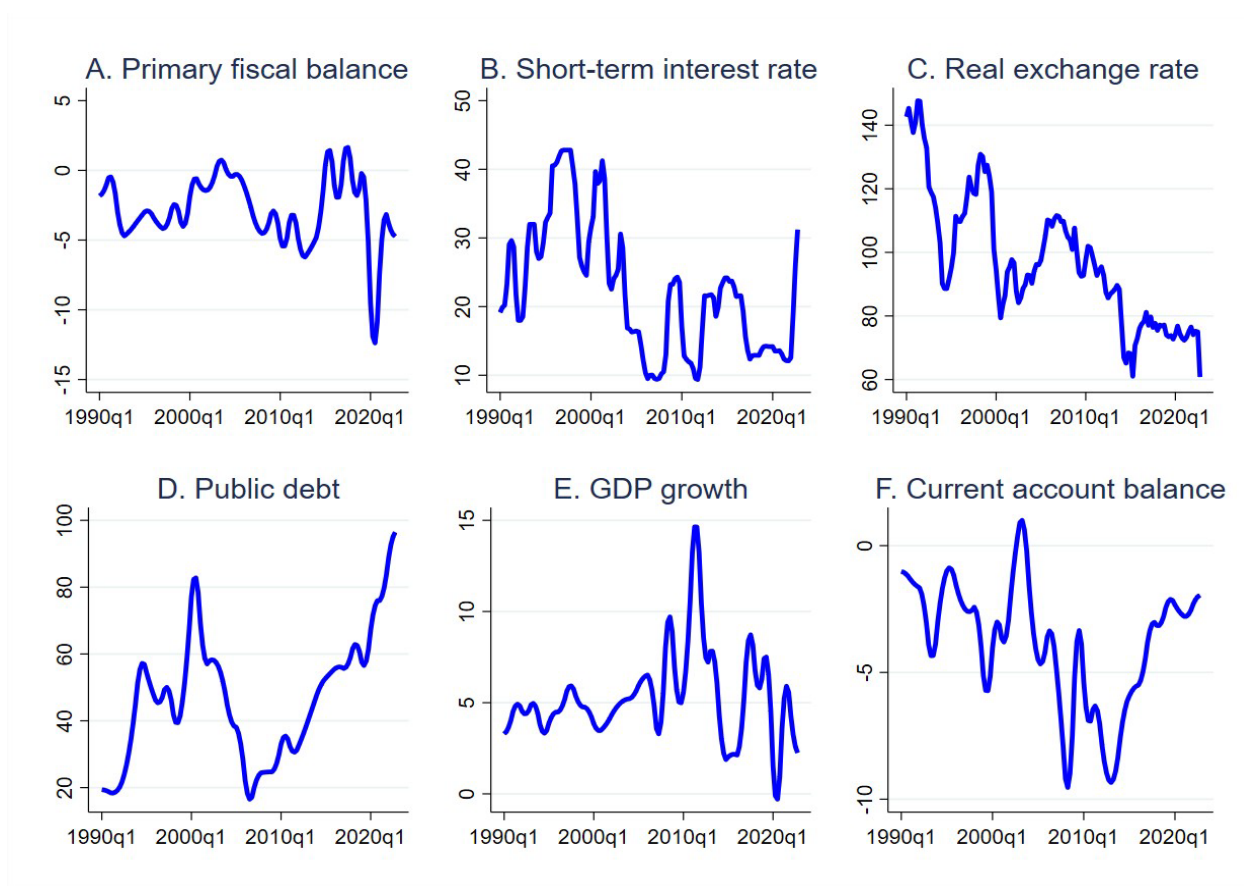 A. Primary fiscal balance
5
0
-5
-10
-15
1990q1 2000q1 2010q1 2020q1
B. Short-term interest rate
50
40
30
20
10
1990q1 2000q1 2010q1 2020q1
C. Real exchange rate
140
120
100
80
60
1990q1 2000q1 2010q1 2020q1
D. Public debt
100
80
60
40
20
1990q1 2000q1 2010q1 2020q1
E. GDP growth
15
10
5
0
1990q1 2000q1 2010q1 2020q1
F. Current account balance
0
-5
-10
1990q1 2000q1 2010q1 2020q1